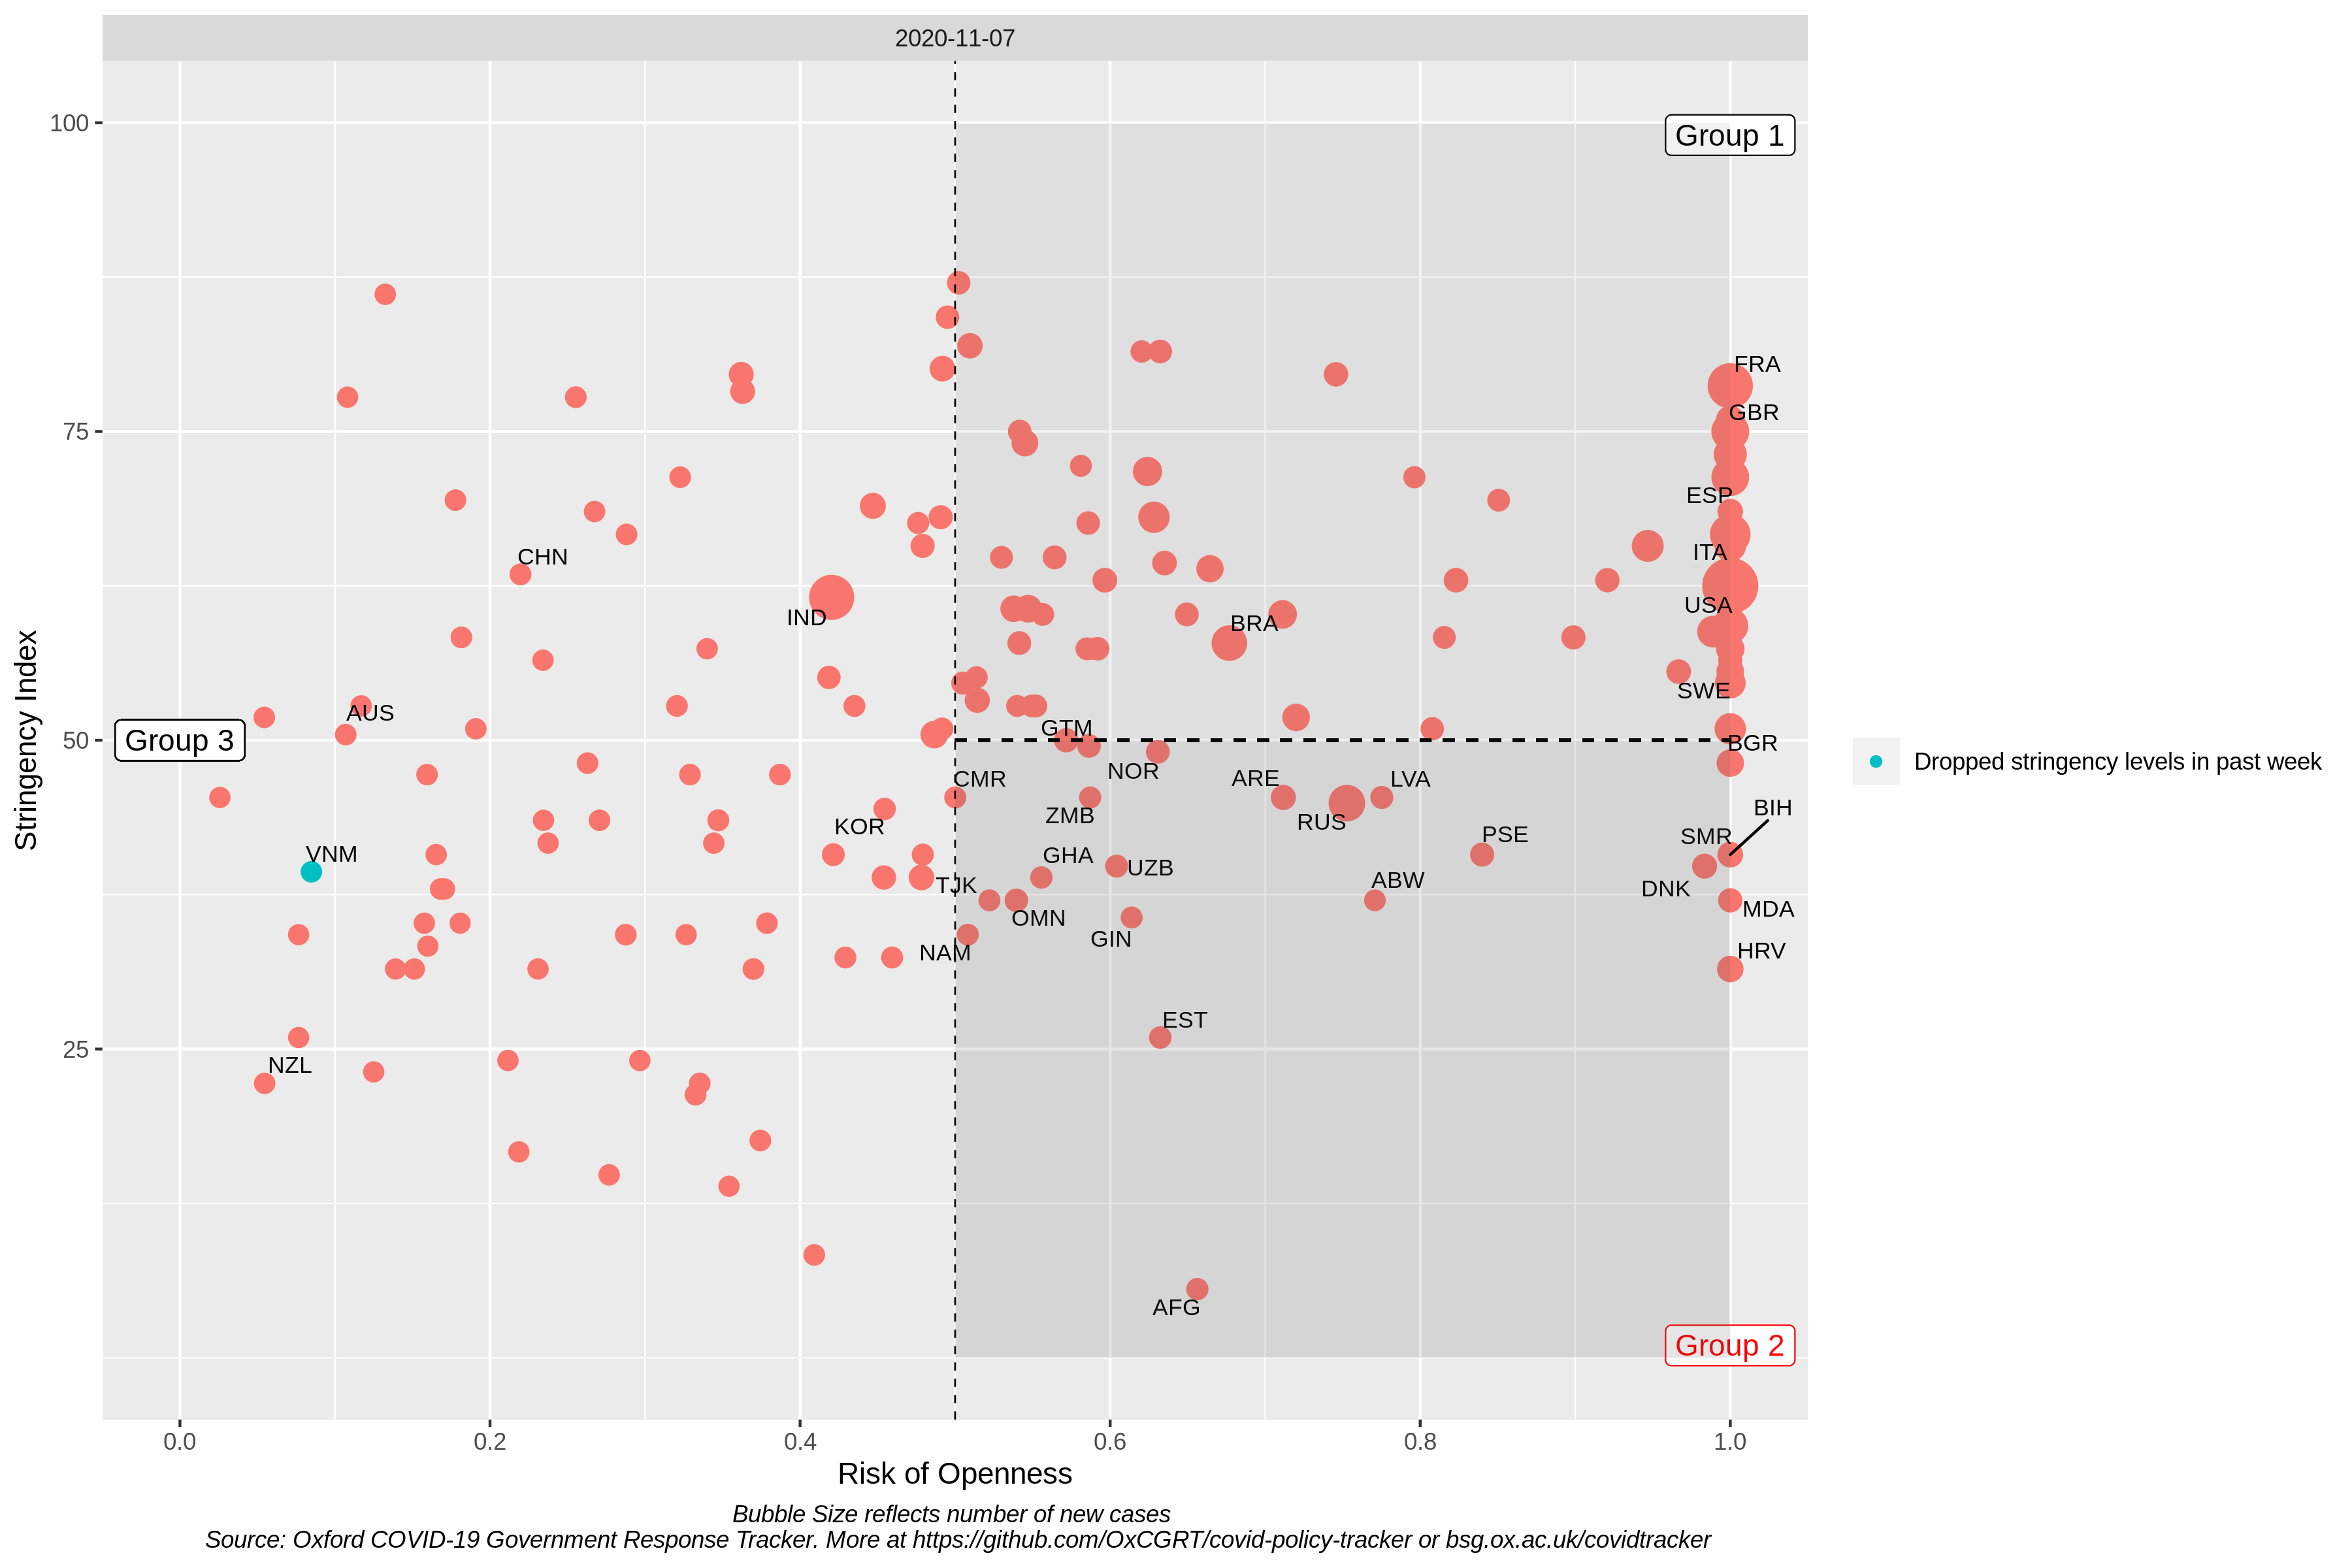 2020-11-07
100
Group 1
FRA
GBR
75
ESP
CHN
ITA
IND
USA
BRA
SWE
AUS
GTM
Stringency Index
50
Group 3
BGR
NOR
Dropped stringency levels in past week
CMR
ARE
LVA
BIH
ZMB
KOR
RUS
PSE
SMR
VNM
GHA
UZB
TJK
ABW
DNK
OMN
MDA
GIN
NAM
HRV
EST
25
NZL
AFG
Group 2
0.0 0.2 0.4 0.6 0.8 1.0
Risk of Openness
Bubble Size reflects number of new cases
Source: Oxford COVID-19 Government Response Tracker. More at https://github.com/OxCGRT/covid-policy-tracker or bsg.ox.ac.uk/covidtracker